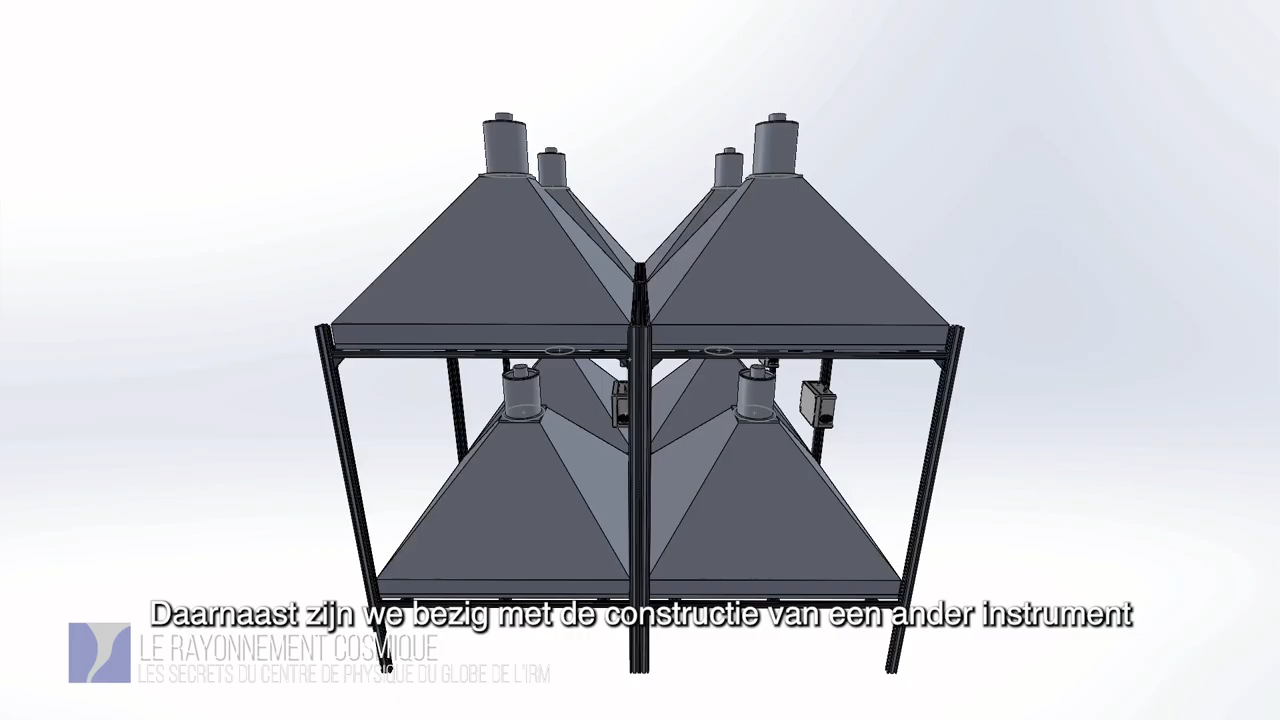 Daarnaast zijn we bezig met de constructie van een ander instrument
LE RAYONNEMENT COSMIQUE
LES SECRETS DU CENTRE DE PHYSIQUE DU GLOBE DE L'IRM